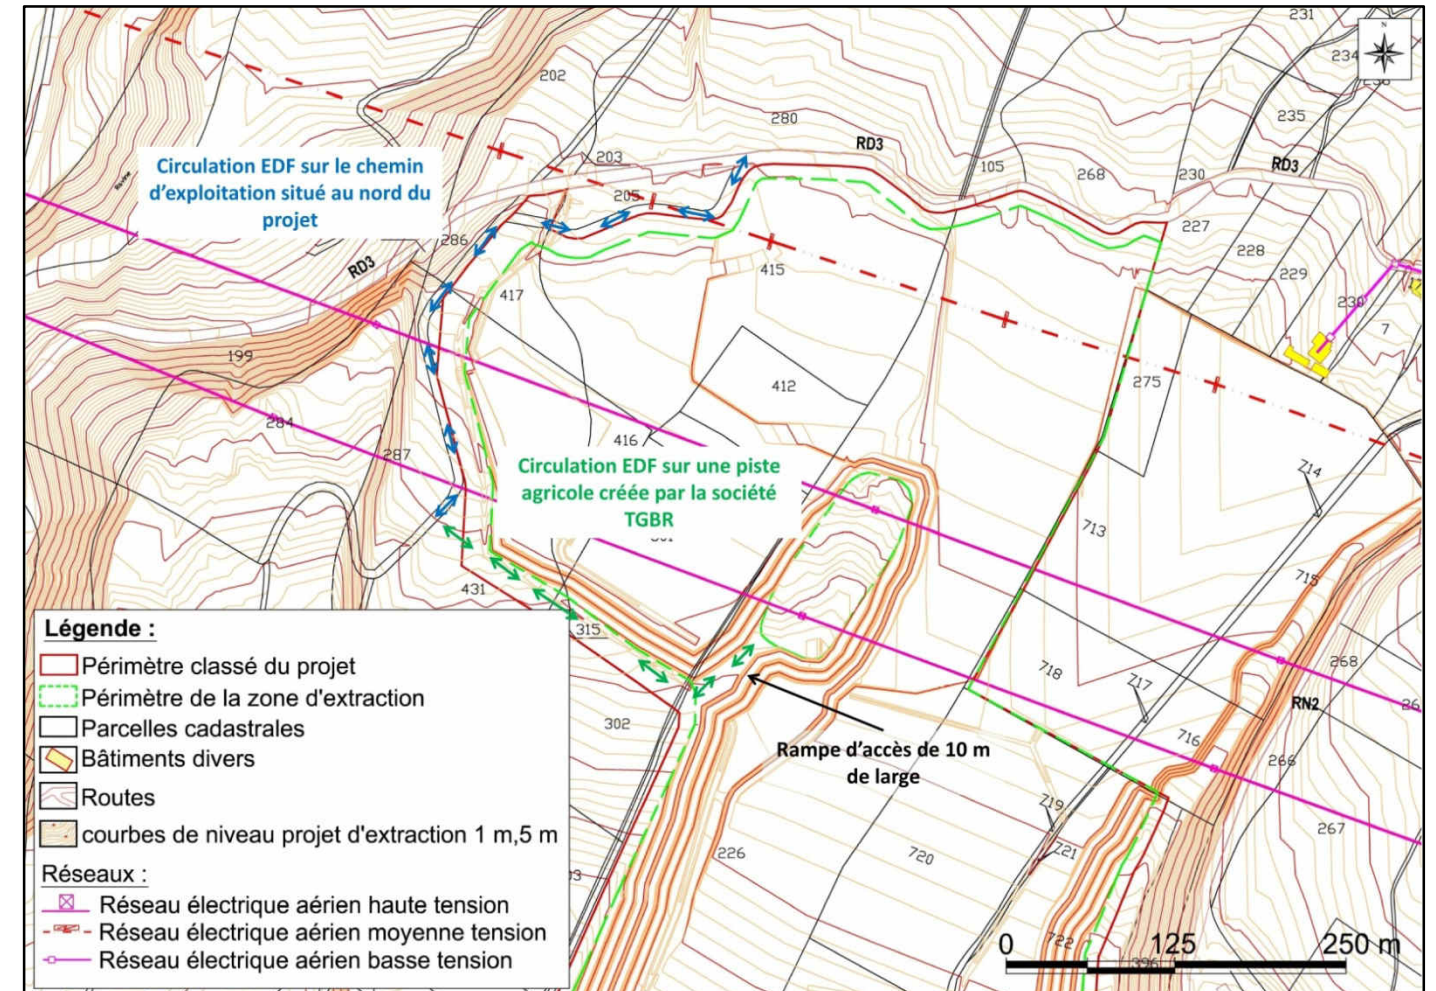 N
231
234
236
202
235
280
RD3
Circulation EDF sur le chemin
d’exploitation situé au nord du
projet
203
105
268
230
RD3
205
227
286
228
RD3
229
415
417
230
7
199
275
412
284
416
287
Circulation EDF sur une piste
agricole créée par la société
TGBR
714
713
715
431
315
718
717
268
RN2
302
716
266
Rampe d’accès de 10 m
de large
719
267
226
720
721
722
396
0 125 250 m
Légende :
Périmètre classé du projet
Périmètre de la zone d'extraction
Parcelles cadastrales
Bâtiments divers
Routes
courbes de niveau projet d'extraction 1 m,5 m
Réseaux :
Réseau électrique aérien haute tension
Réseau électrique aérien moyenne tension
Réseau électrique aérien basse tension